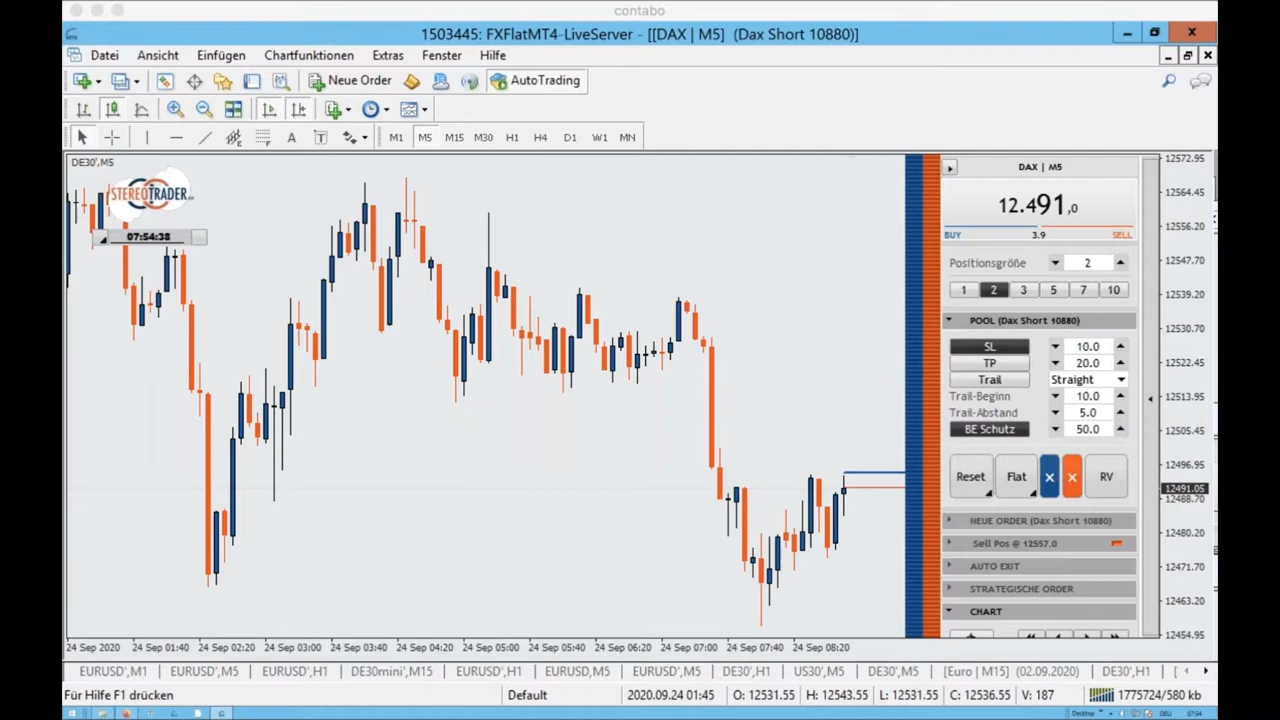 contabo
1503445: FXFlatMT4-LiveServer - [[DAX | M5] (Dax Short 10880)]
Datei Ansicht Einfügen Chartfunktionen Extras Fenster Hilfe
Neue Order AutoTrading
M1 M5 M15 M30 H1 H4 D1 W1 MN
DE30',M5
STEREOTRADER
07:54:38
DAX | M5
12.491,0
BUY 3.9 SELL
Positionsgröße 2
1 2 3 5 7 10
POOL (Dax Short 10880)
SL 10.0
TP 20.0
Trail Straight
Trail-Beginn 10.0
Trail-Abstand 5.0
BE Schutz 50.0
Reset Flat × × RV
NEUE ORDER (Dax Short 10880)
Sell Pos @ 12557.0
AUTO EXIT
STRATEGISCHE ORDER
CHART
12572.95
12564.45
12556.20
12547.70
12539.20
12530.70
12522.45
12513.95
12505.45
12496.95
12491.05
12488.70
12480.20
12471.70
12463.20
12454.95
24 Sep 2020 24 Sep 01:40 24 Sep 02:20 24 Sep 03:00 24 Sep 03:40 24 Sep 04:20 24 Sep 05:00 24 Sep 05:40 24 Sep 06:20 24 Sep 07:00 24 Sep 07:40 24 Sep 08:20
EURUSD',M1 EURUSD',M5 EURUSD',H1 DE30mini',M15 EURUSD',H1 EURUSD,M5 EURUSD',M5 DE30',H1 US30',M5 DE30',M5 [Euro | M15] (02.09.2020) DE30',H1 [
Für Hilfe F1 drücken Default 2020.09.24 01:45 O: 12531.55 H: 12543.55 L: 12531.55 C: 12536.55 V: 187 1775724/580 kb
Desktop DEU 07:54